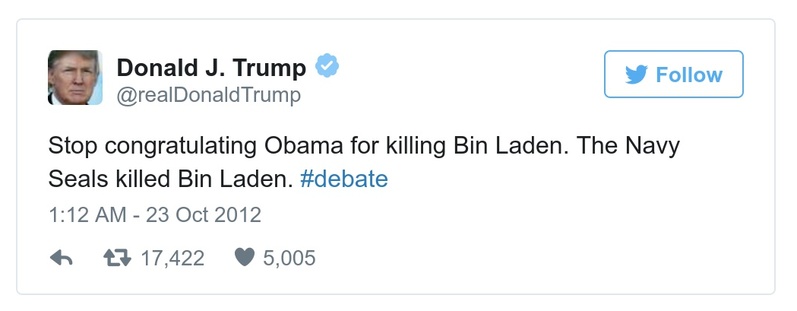 Donald J. Trump
@realDonaldTrump
Follow
Stop congratulating Obama for killing Bin Laden. The Navy
Seals killed Bin Laden. #debate
1:12 AM - 23 Oct 2012
17,422 5,005